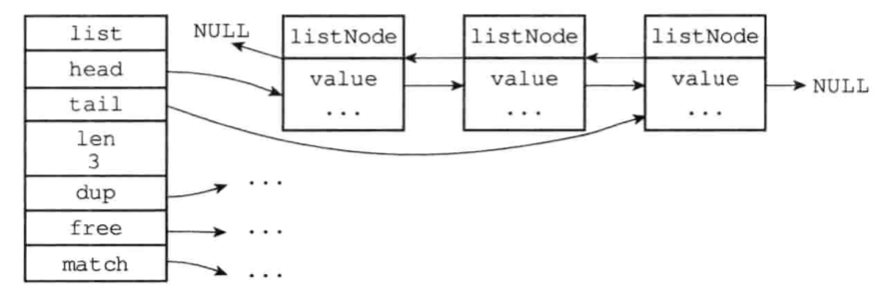 list
head
tail
len
3
dup
free
match
NULL
listNode
value
...
listNode
value
...
listNode
value
...
NULL
...
...
...